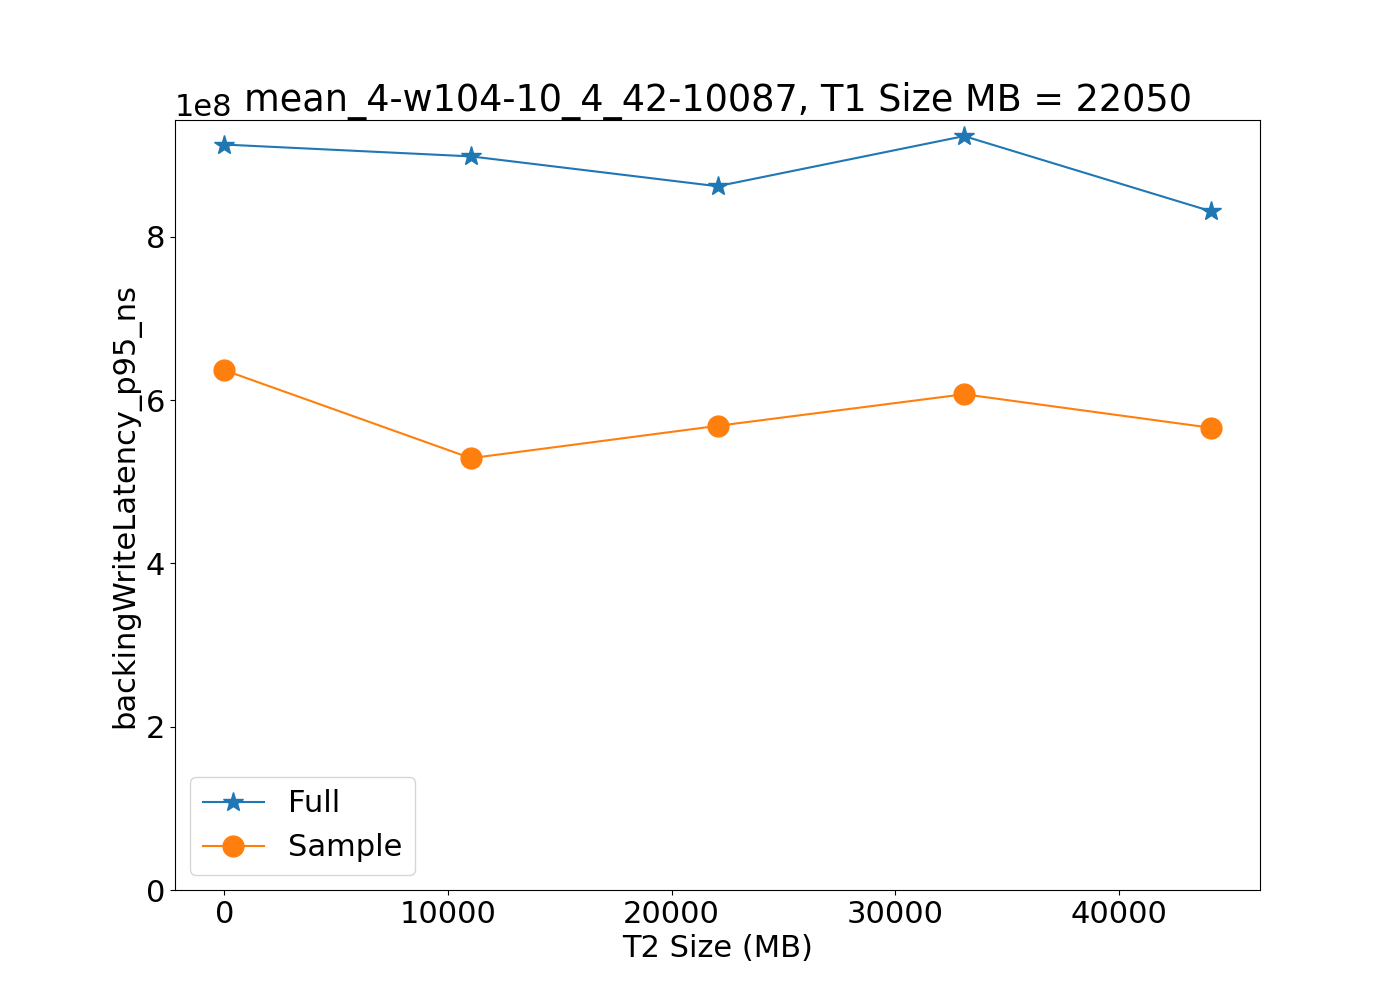 1e8
mean_4-w104-10_4_42-10087, T1 Size MB = 22050
backingWriteLatency_p95_ns
8
6
4
2
0
Full
Sample
0 10000 20000 30000 40000
T2 Size (MB)